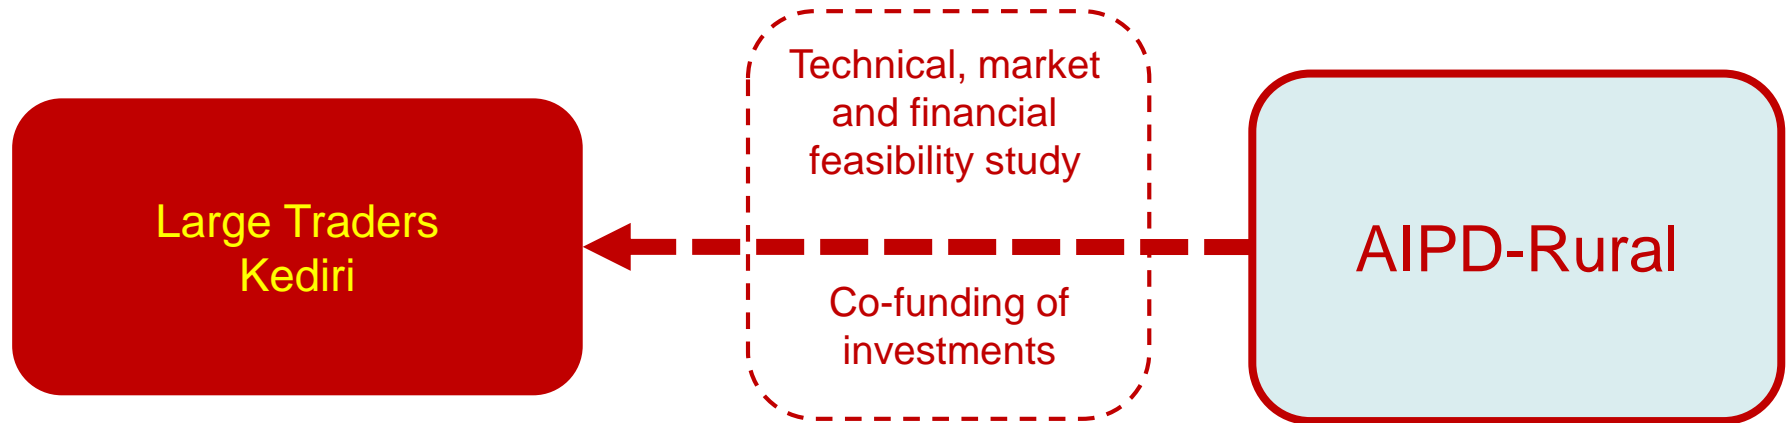 Large Traders
Kediri
Technical, market
and financial
feasibility study
Co-funding of
investments
AIPD-Rural